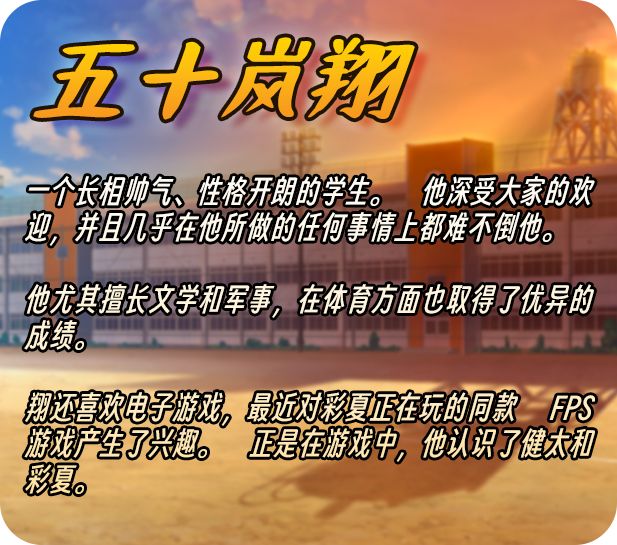 五十岚翔
一个长相帅气、性格开朗的学生。 他深受大家的欢
迎，并且几乎在他所做的任何事情上都难不倒他。
他尤其擅长文学和军事，在体育方面也取得了优异的
成绩。
翔还喜欢电子游戏，最近对彩夏正在玩的同款 FPS
游戏产生了兴趣。 正是在游戏中，他认识了健太和
彩夏。